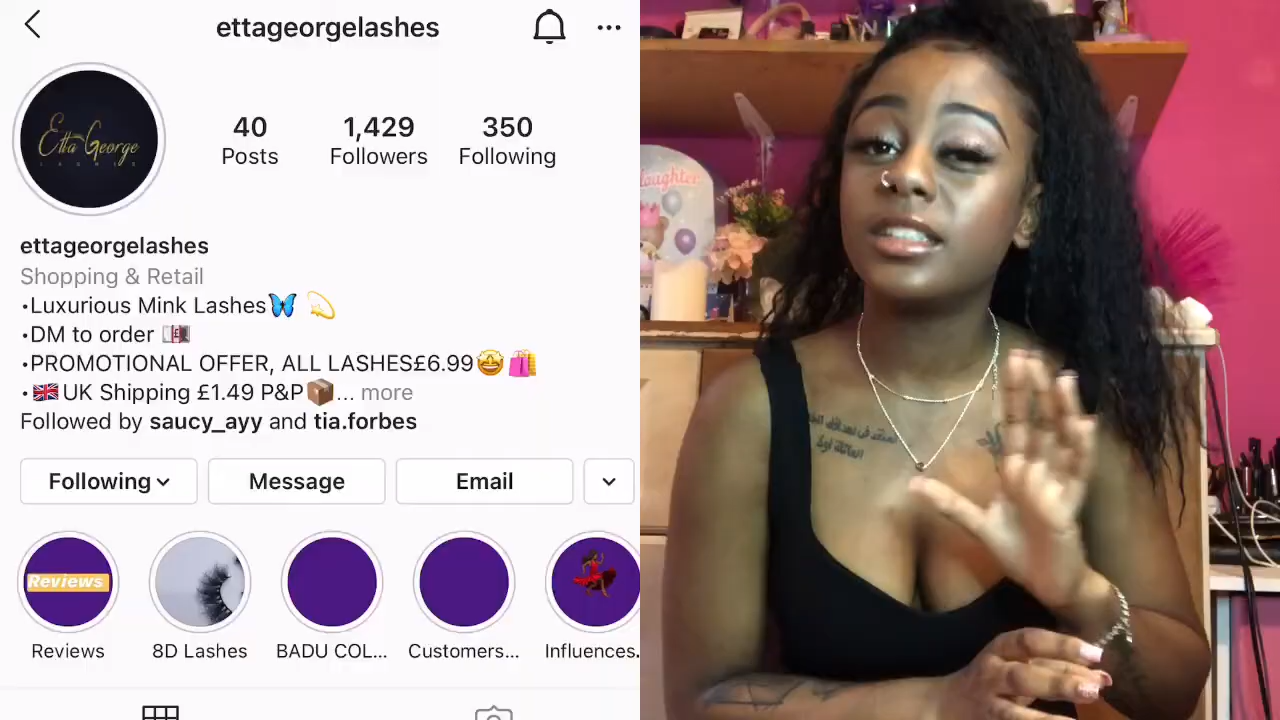 ettageorgelashes
Etta George
LASHES
40
Posts
1,429
Followers
350
Following
ettageorgelashes
Shopping & Retail
•Luxurious Mink Lashes🦋 💫
•DM to order 💷
•PROMOTIONAL OFFER, ALL LASHES£6.99🤩 🛍️
•🇬🇧UK Shipping £1.49 P&P📦... more
Followed by saucy_ayy and tia.forbes
Following
Message
Email
Reviews
Reviews
8D Lashes
BADU COL...
Customers...
Influences.
daughter